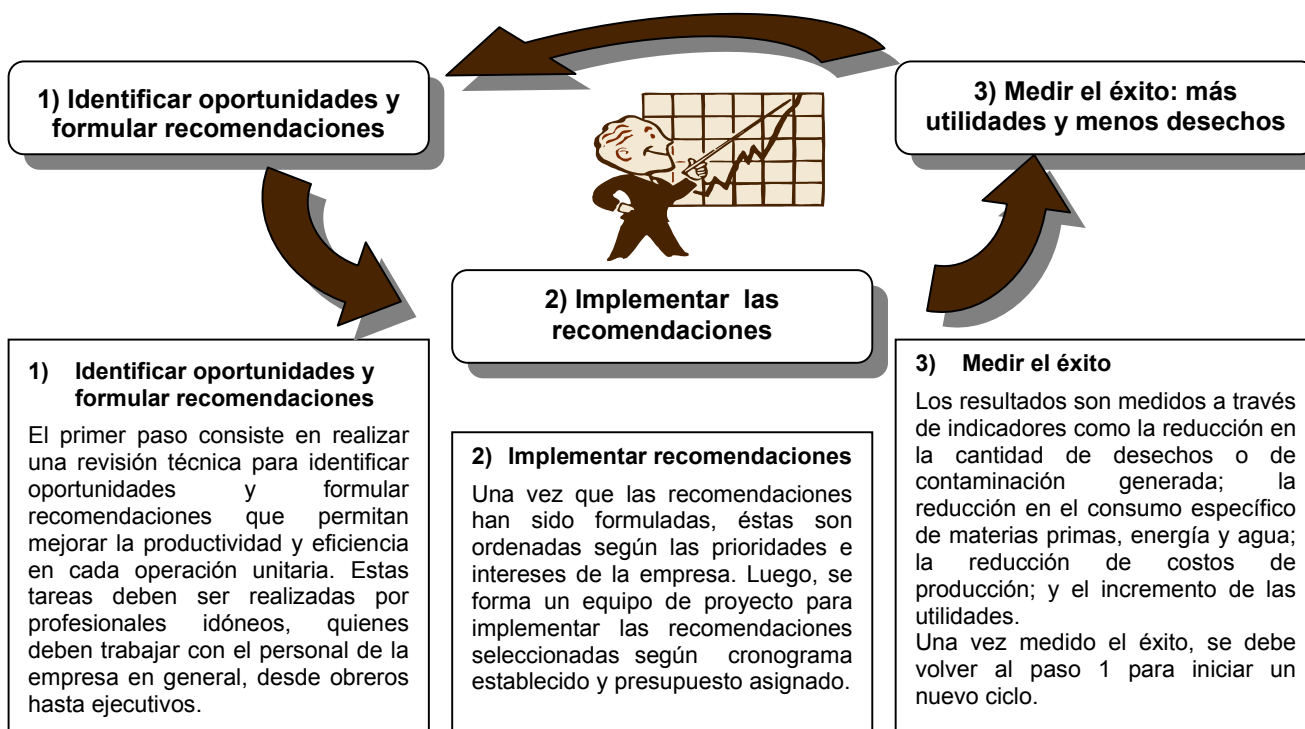 1) Identificar oportunidades y
formular recomendaciones
3) Medir el éxito: más
utilidades y menos desechos
2) Implementar las
recomendaciones
1) Identificar oportunidades y
formular recomendaciones
El primer paso consiste en realizar
una revisión técnica para identificar
oportunidades y formular
recomendaciones que permitan
mejorar la productividad y eficiencia
en cada operación unitaria. Estas
tareas deben ser realizadas por
profesionales idóneos, quienes
deben trabajar con el personal de la
empresa en general, desde obreros
hasta ejecutivos.
2) Implementar recomendaciones
Una vez que las recomendaciones
han sido formuladas, éstas son
ordenadas según las prioridades e
intereses de la empresa. Luego, se
forma un equipo de proyecto para
implementar las recomendaciones
seleccionadas según cronograma
establecido y presupuesto asignado.
3) Medir el éxito
Los resultados son medidos a través
de indicadores como la reducción en
la cantidad de desechos o de
contaminación generada; la
reducción en el consumo específico
de materias primas, energía y agua;
la reducción de costos de
producción; y el incremento de las
utilidades.
Una vez medido el éxito, se debe
volver al paso 1 para iniciar un
nuevo ciclo.